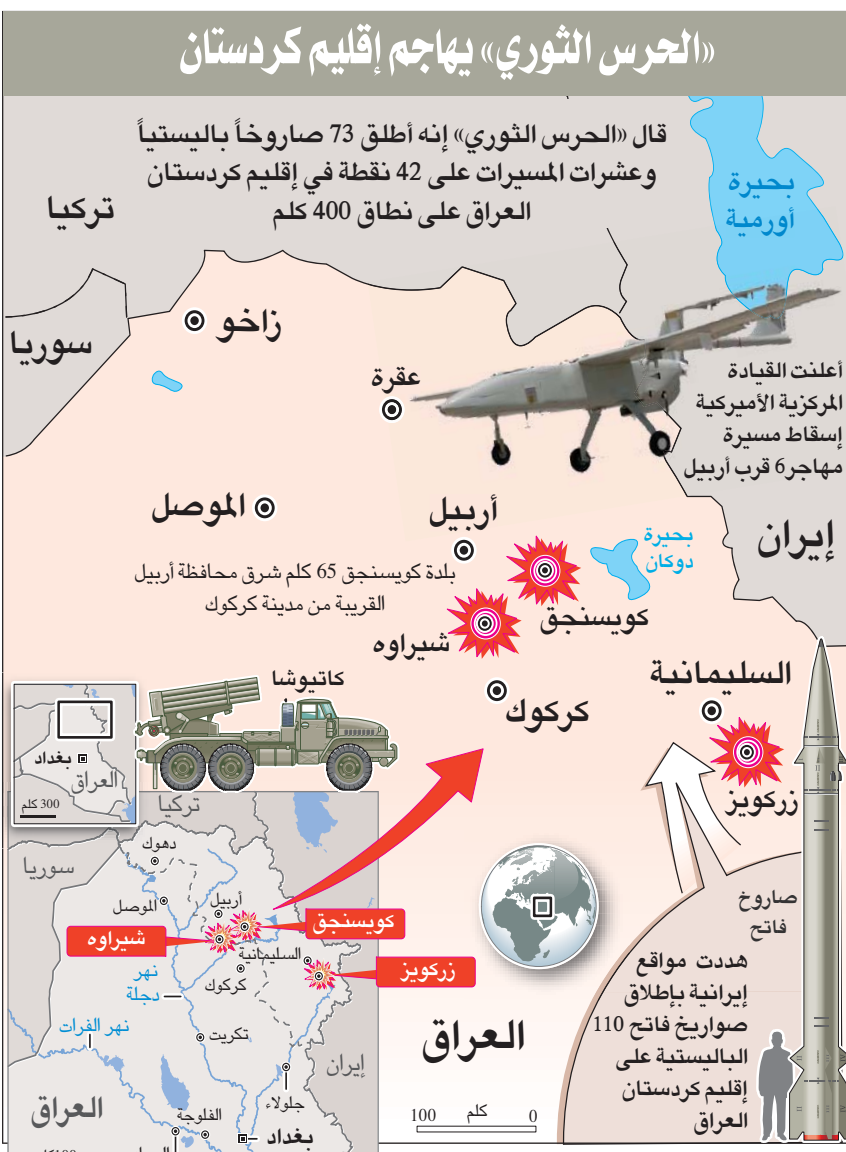 «الحرس الثوري» يهاجم إقليم كردستان
قال «الحرس الثوري» إنه أطلق 73 صاروخاً باليستياً
وعشرات المسيرات على 42 نقطة في إقليم كردستان
العراق على نطاق 400 كلم
بحيرة
أورمية
تركيا
سوريا
زاخو
عقرة
أعلنت القيادة
المركزية الأميركية
إسقاط مسيرة
مهاجر6 قرب أربيل
الموصل
أربيل
إيران
بحيرة
دوكان
بلدة كويسنجق 65 كلم شرق محافظة أربيل
القريبة من مدينة كركوك
كويسنجق
شيراوه
السليمانية
كاتيوشا
كركوك
زركويز
بغداد
العراق
300 كلم
تركيا
سوريا
دهوك
الموصل
أربيل
كويسنجق
شيراوه
السليمانية
زركويز
كركوك
نهر
دجلة
نهر الفرات
تكريت
إيران
جلولاء
العراق
الفلوجة
بغداد
صاروخ
فاتح
هددت مواقع
إيرانية بإطلاق
صواريخ فاتح 110
الباليستية على
إقليم كردستان
العراق
العراق
100 كلم 0